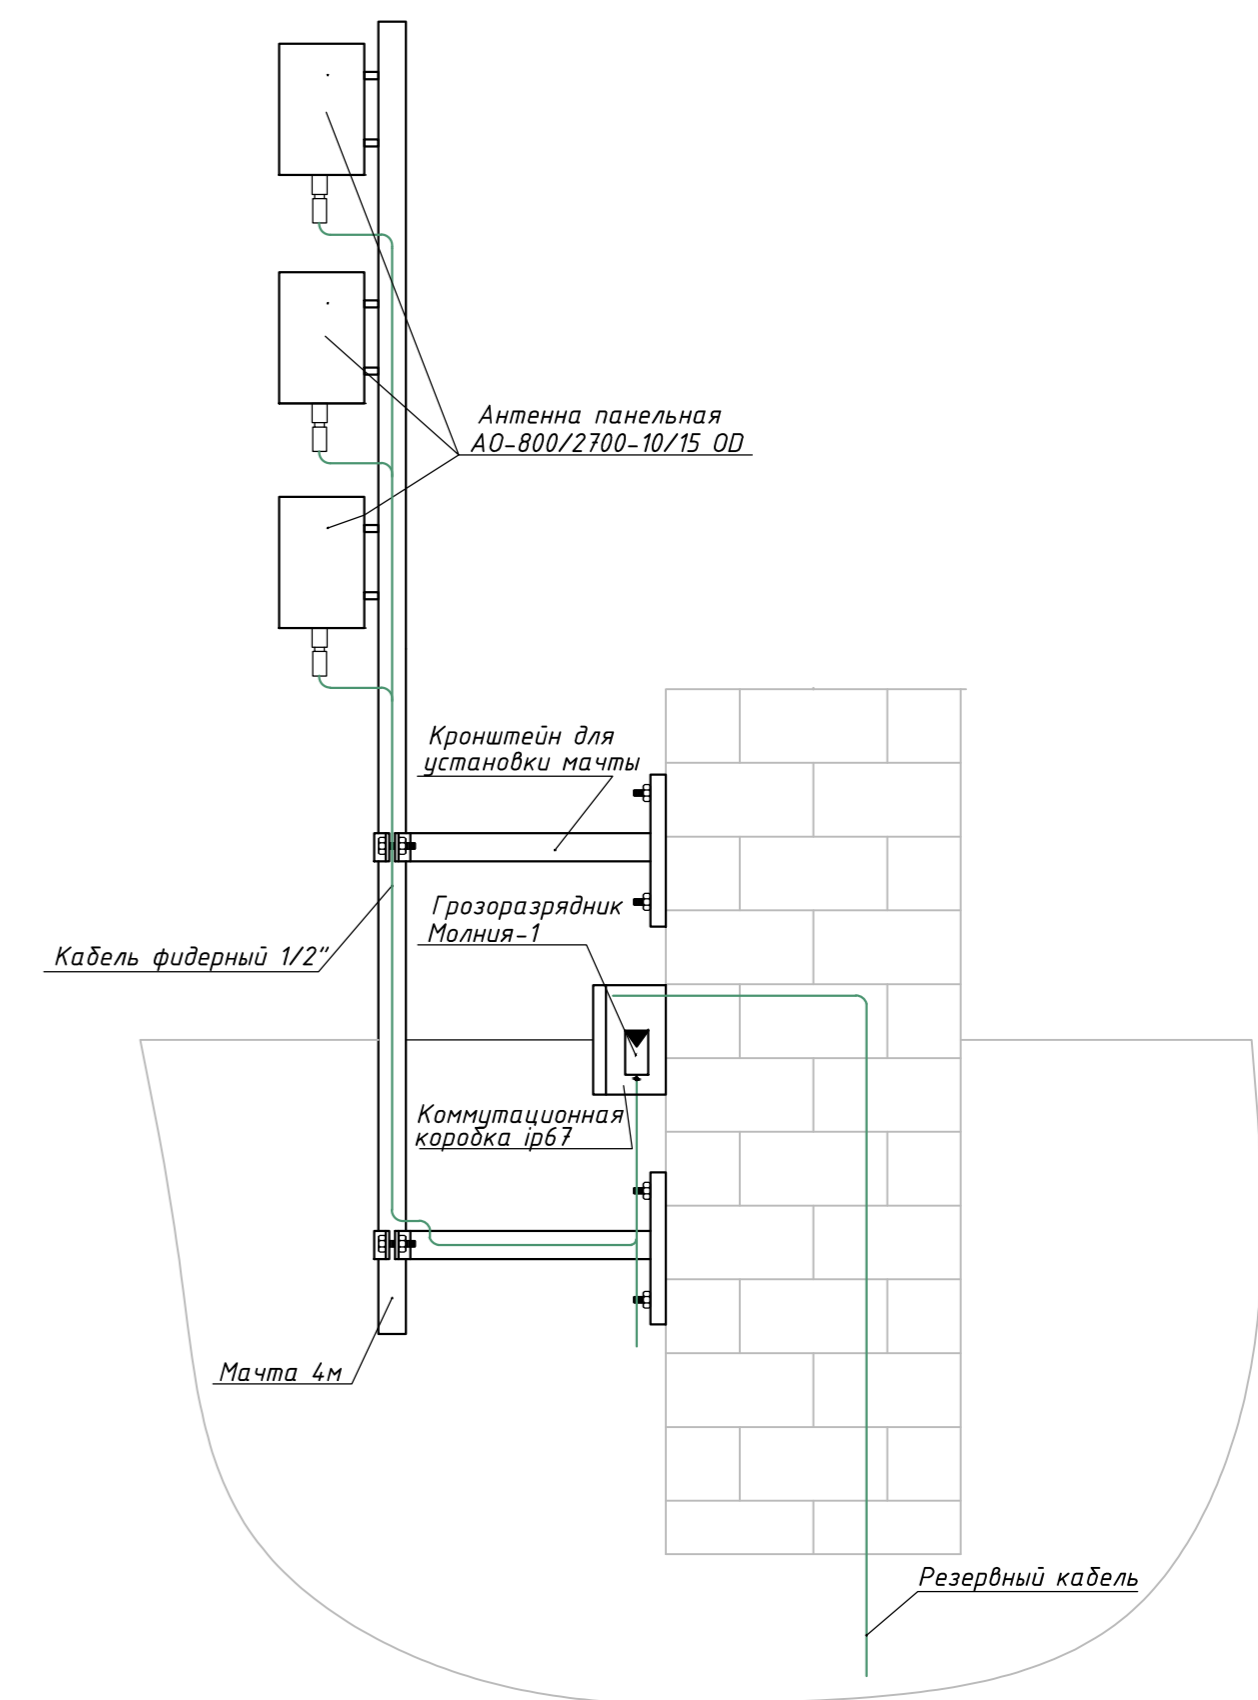 Антенна панельная
АО-800/2700-10/15 OD
Кронштейн для
установки мачты
Грозоразрядник
Молния-1
Кабель фидерный 1/2"
Коммутационная
коробка ip67
Мачта 4м
Резервный кабель